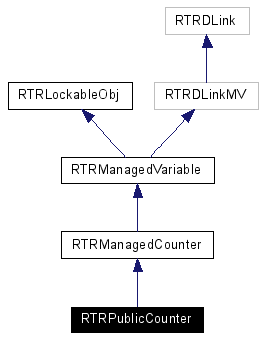 RTRDLink
RTRLockableObj
RTRDLinkMV
RTRManagedVariable
RTRManagedCounter
RTRPublicCounter